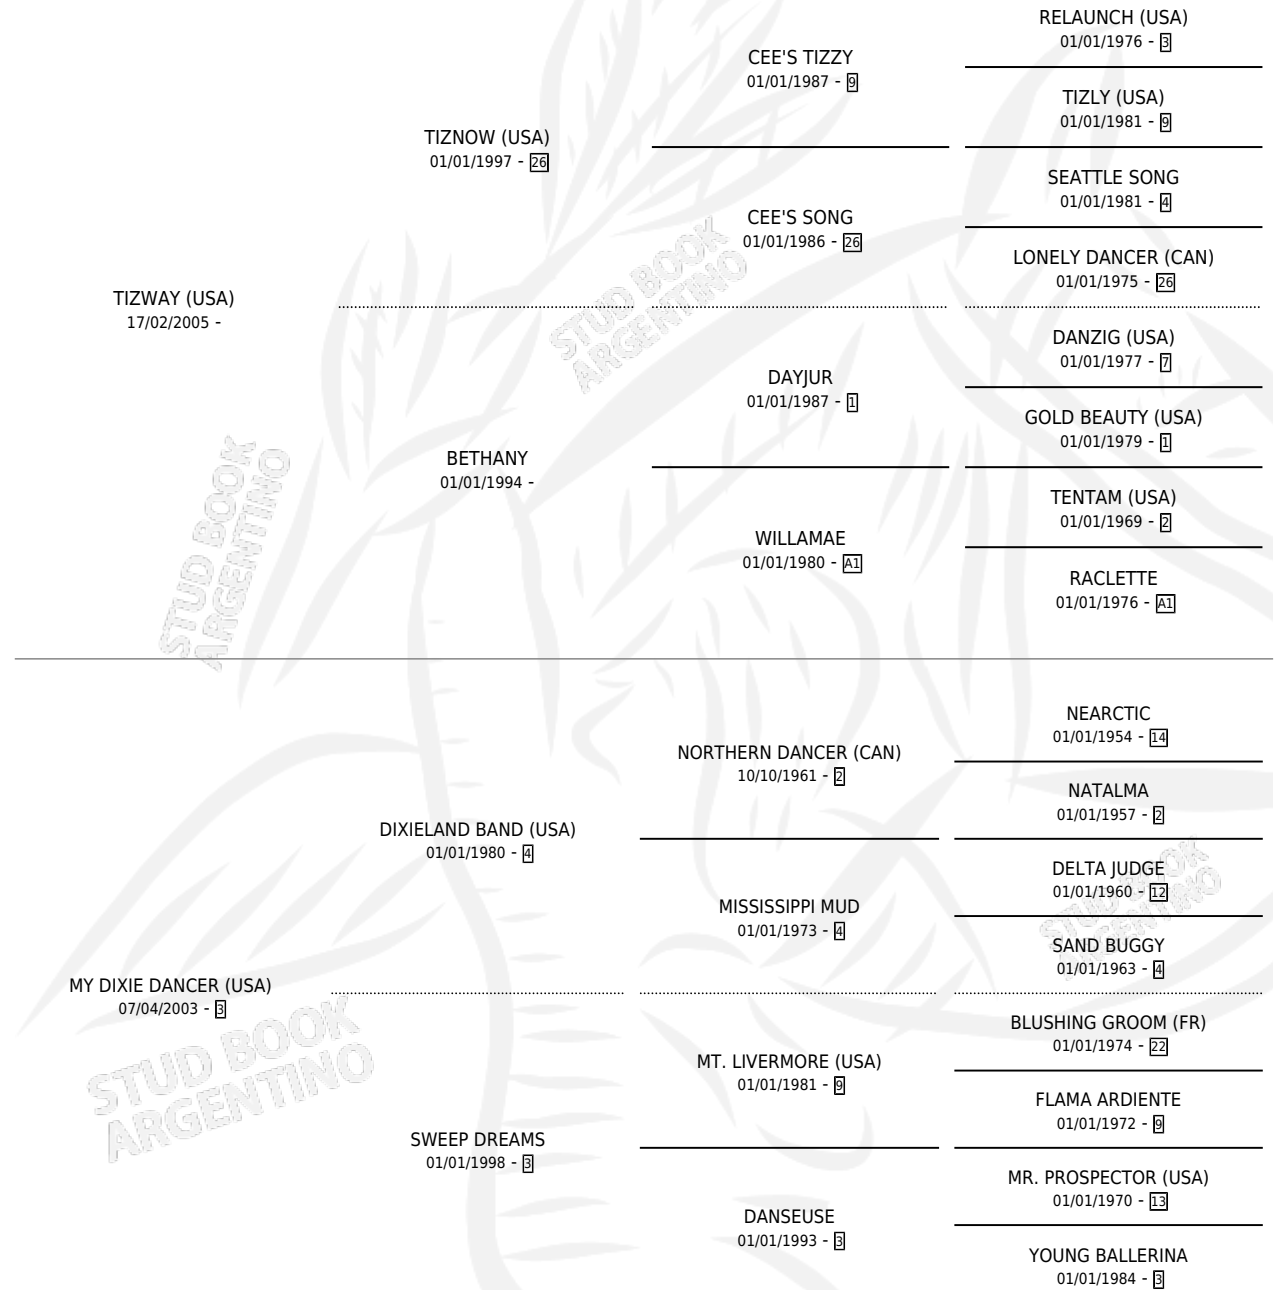 RELAUNCH (USA)
01/01/1976 - 3
CEE'S TIZZY
01/01/1987 - 9
TIZLY (USA)
01/01/1981 - 9
TIZNOW (USA)
01/01/1997 - 26
SEATTLE SONG
01/01/1981 - 4
CEE'S SONG
01/01/1986 - 26
LONELY DANCER (CAN)
01/01/1975 - 26
TIZWAY (USA)
17/02/2005 -
DANZIG (USA)
01/01/1977 - 7
DAYJUR
01/01/1987 - 1
GOLD BEAUTY (USA)
01/01/1979 - 1
BETHANY
01/01/1994 -
TENTAM (USA)
01/01/1969 - 2
WILLAMAE
01/01/1980 - A1
RACLETTE
01/01/1976 - A1
NEARCTIC
01/01/1954 - 14
NORTHERN DANCER (CAN)
10/10/1961 - 2
NATALMA
01/01/1957 - 2
DIXIELAND BAND (USA)
01/01/1980 - 4
DELTA JUDGE
01/01/1960 - 12
MISSISSIPPI MUD
01/01/1973 - 4
SAND BUGGY
01/01/1963 - 4
MY DIXIE DANCER (USA)
07/04/2003 - 3
BLUSHING GROOM (FR)
01/01/1974 - 22
MT. LIVERMORE (USA)
01/01/1981 - 9
FLAMA ARDIENTE
01/01/1972 - 9
SWEEP DREAMS
01/01/1998 - 3
MR. PROSPECTOR (USA)
01/01/1970 - 13
DANSEUSE
01/01/1993 - 3
YOUNG BALLERINA
01/01/1984 - 3
STUD BOOK
ARGENTINO
STUD BOOK
ARGENTINO
STUD BOOK
ARGENTINO
STUD BOOK
ARGENTINO